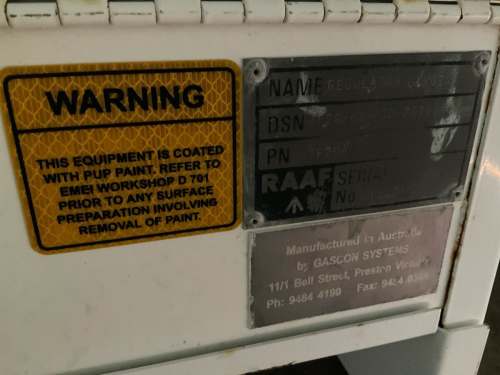 WARNING
THIS EQUIPMENT IS COATED
WITH PUP PAINT. REFER TO
EMEI WORKSHOP D 701
PRIOR TO ANY SURFACE
PREPARATION INVOLVING
REMOVAL OF PAINT.
NAME
DSN
PN
RAAF SERIAL
No
Manufactured in Australia
by GASCON SYSTEMS
11/1 Bell Street, Preston
Ph: 9484 4199 Fax: 9484